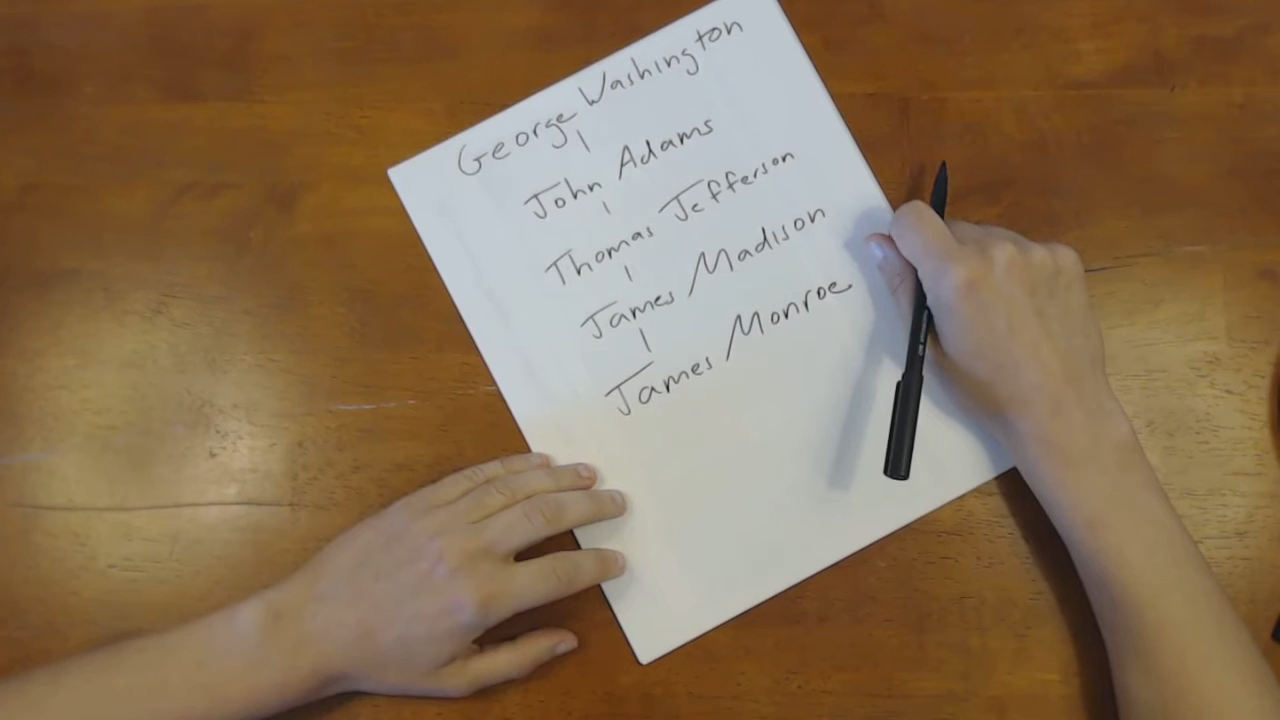 George Washington
John Adams
Thomas Jefferson
James Madison
James Monroe